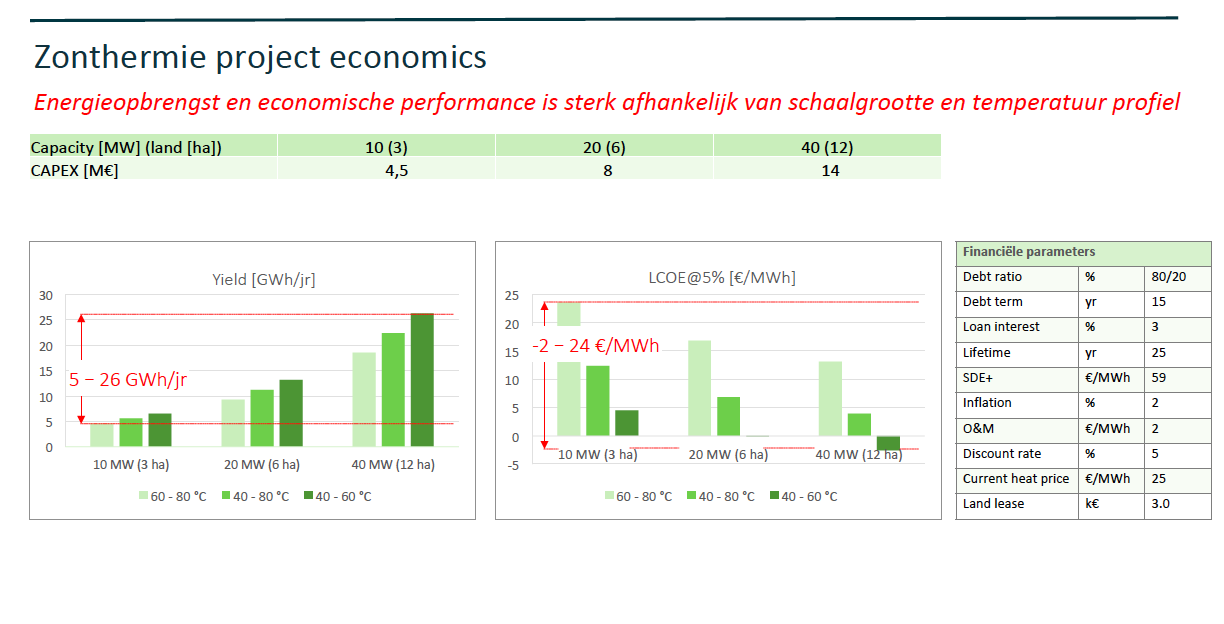 Zonthermie project economics
Energieopbrengst en economische performance is sterk afhankelijk van schaalgrootte en temperatuur profiel
Capacity [MW] (land [ha]) 10 (3) 20 (6) 40 (12)
CAPEX [M€] 4,5 8 14
Yield [GWh/jr]
30
25
20
15
10
5
0
5 – 26 GWh/jr
10 MW (3 ha) 20 MW (6 ha) 40 MW (12 ha)
60 - 80 °C 40 - 80 °C 40 - 60 °C
LCOE@5% [€/MWh]
25
20
15
10
5
0
-5
-2 – 24 €/MWh
10 MW (3 ha) 20 MW (6 ha) 40 MW (12 ha)
60 - 80 °C 40 - 80 °C 40 - 60 °C
Financiële parameters
Debt ratio % 80/20
Debt term yr 15
Loan interest % 3
Lifetime yr 25
SDE+ €/MWh 59
Inflation % 2
O&M €/MWh 2
Discount rate % 5
Current heat price €/MWh 25
Land lease k€ 3.0